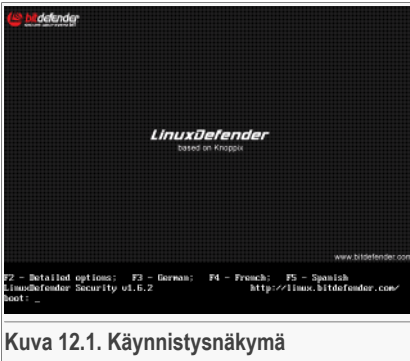 bitdefender
LinuxDefender
based on Knoppix
www.bitdefender.com
F2 - Detailed options; F3 - German; F4 - French; F5 - Spanish
LinuxDefender Security v1.6.2 http://linux.bitdefender.com/
boot: _
Kuva 12.1. Käynnistysnäkymä